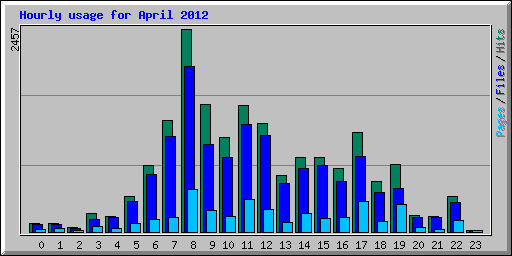 Hourly usage for April 2012
2457
Pages / Files / Hits
0 1 2 3 4 5 6 7 8 9 10 11 12 13 14 15 16 17 18 19 20 21 22 23